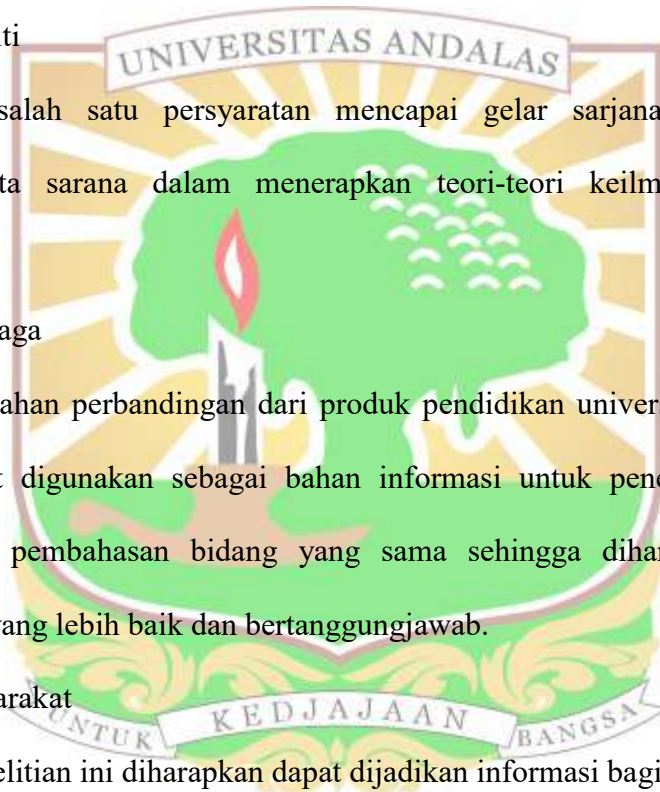 iti
UNIVERSITAS ANDALAS
salah satu persyaratan mencapai gelar sarjana
ta sarana dalam menerapkan teori-teori keilm
aga
ahan perbandingan dari produk pendidikan univers
t digunakan sebagai bahan informasi untuk pene
pembahasan bidang yang sama sehingga dihar
yang lebih baik dan bertanggungjawab.
arakat
UNTUK KEDJAJAAN BANGSA
elitian ini diharapkan dapat dijadikan informasi bagi